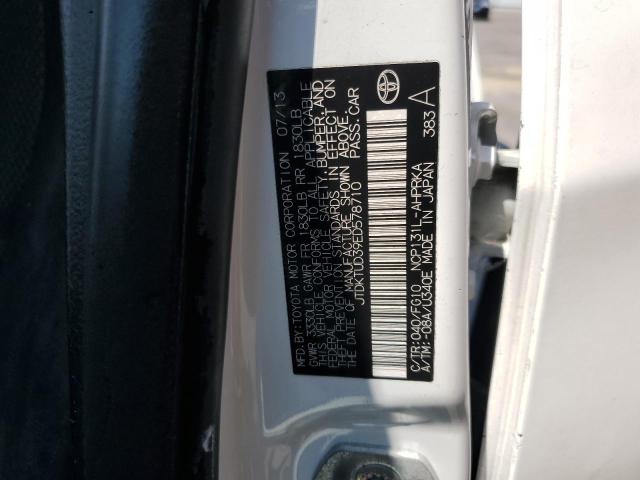 MFD. BY: TOYOTA MOTOR CORPORATION 07/13
GVWR 3330LB GAWR FR 1830LB RR 1830LB
THIS VEHICLE CONFORMS TO ALL APPLICABLE
FEDERAL MOTOR VEHICLE SAFETY, BUMPER, AND
THEFT PREVENTION STANDARDS IN EFFECT ON
THE DATE OF MANUFACTURE SHOWN ABOVE.
JTDKTUD39ED578710 PASS. CAR
C/TR: 040/FG10 NCP131L-AHPRKA 383 A
A/TM: -08A/U340E MADE IN JAPAN